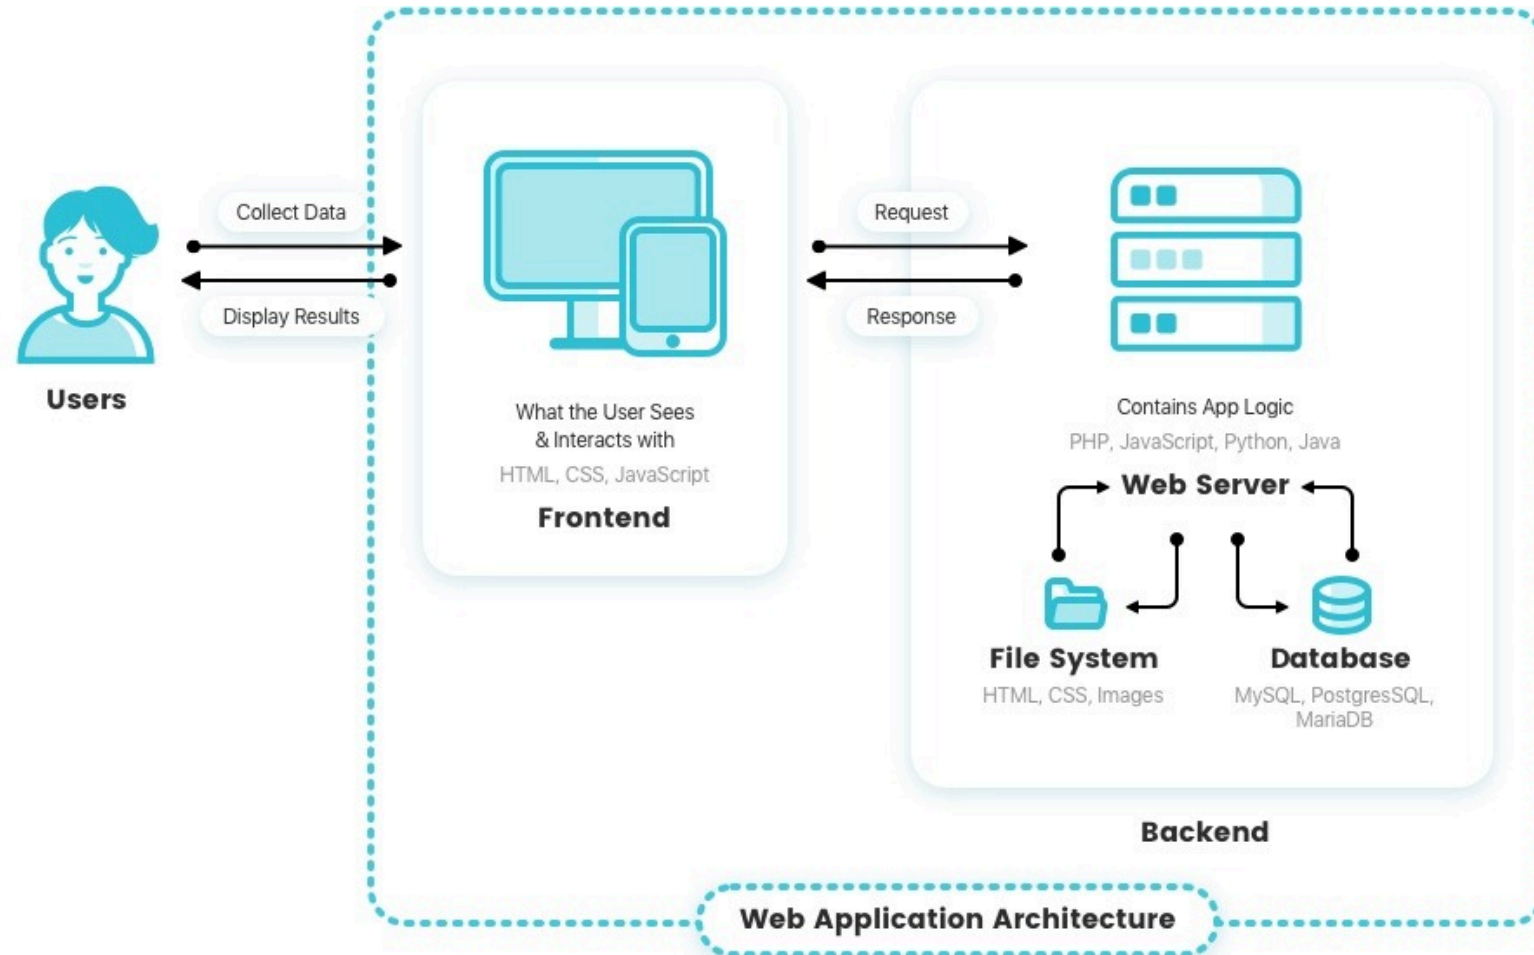 Collect Data
Display Results
Users
What the User Sees
& Interacts with
HTML, CSS, JavaScript
Frontend
Request
Response
Contains App Logic
PHP, JavaScript, Python, Java
Web Server
File System
HTML, CSS, Images
Database
MySQL, PostgresSQL,
MariaDB
Backend
Web Application Architecture